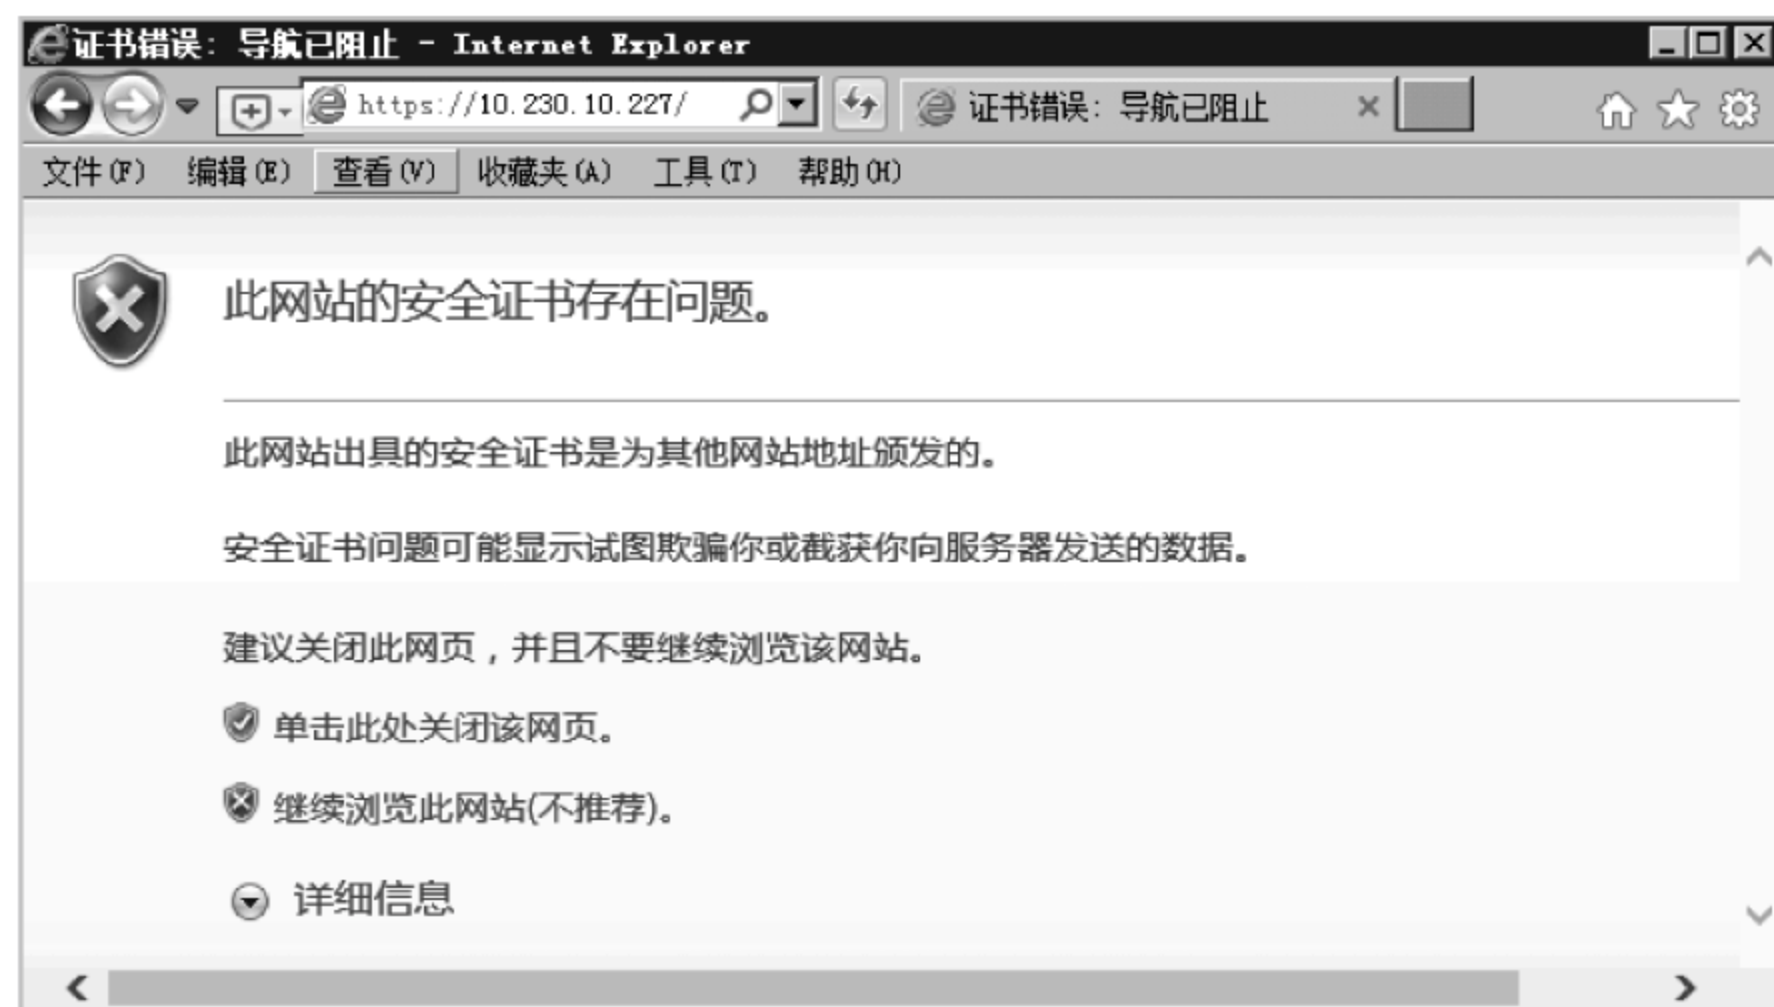 证书错误: 导航已阻止 - Internet Explorer
https://10.230.10.227/ 证书错误: 导航已阻止
文件(F) 编辑(E) 查看(V) 收藏夹(A) 工具(T) 帮助(H)
此网站的安全证书存在问题。
此网站出具的安全证书是为其他网站地址颁发的。
安全证书问题可能显示试图欺骗你或截获你向服务器发送的数据。
建议关闭此网页，并且不要继续浏览该网站。
单击此处关闭该网页。
继续浏览此网站(不推荐)。
详细信息